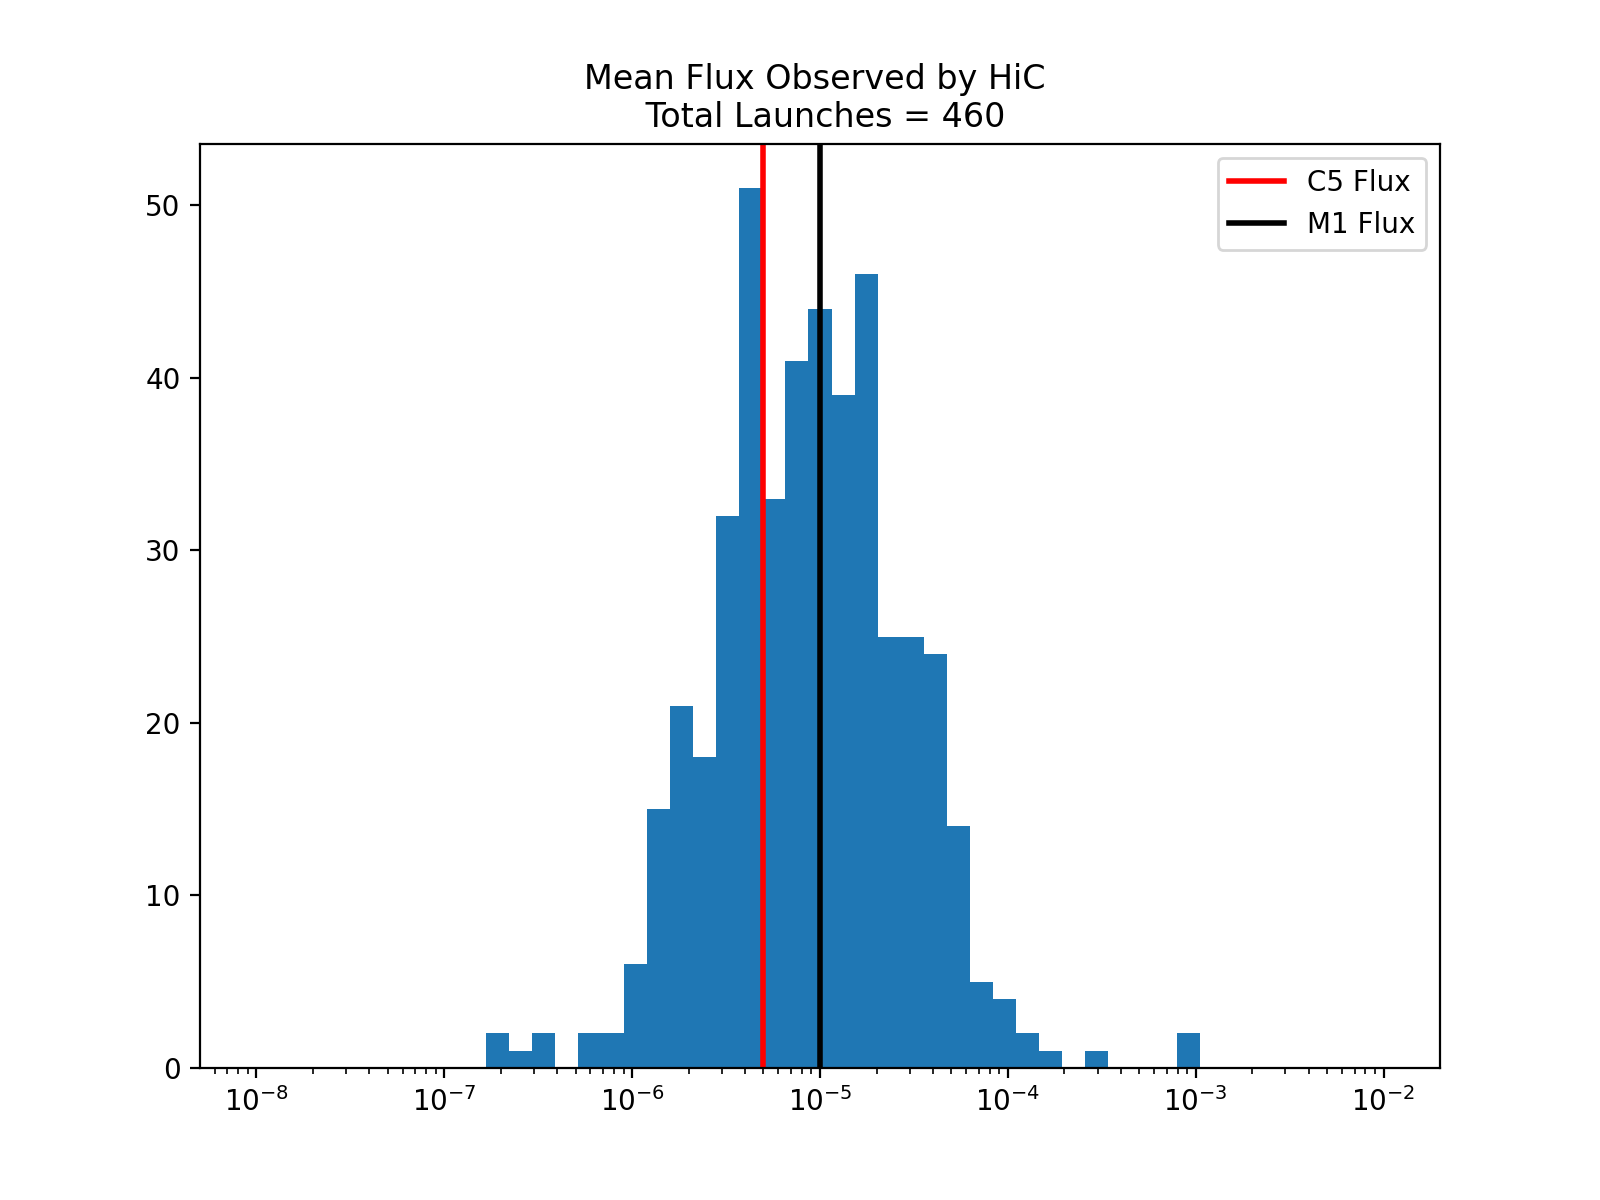 Mean Flux Observed by HiC
Total Launches = 460
C5 Flux
M1 Flux
50
40
30
20
10
0
10⁻⁸ 10⁻⁷ 10⁻⁶ 10⁻⁵ 10⁻⁴ 10⁻³ 10⁻²